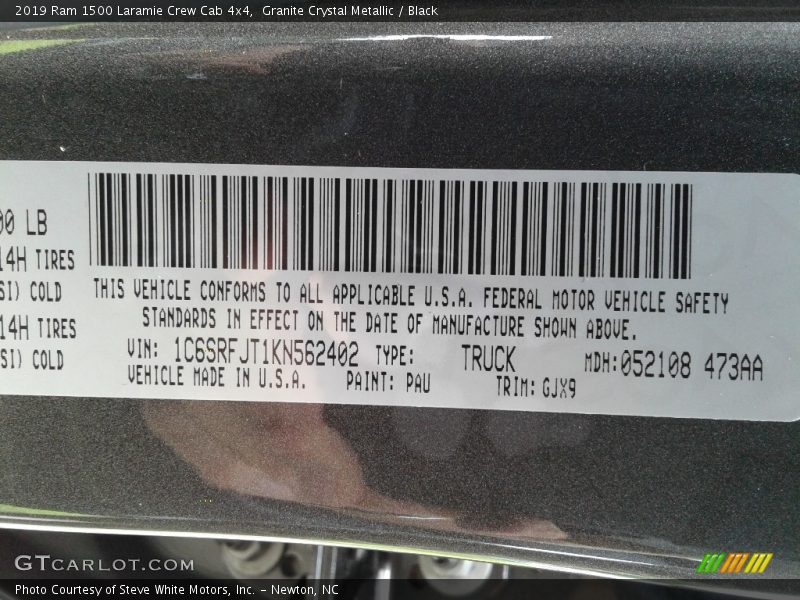 2019 Ram 1500 Laramie Crew Cab 4x4, Granite Crystal Metallic / Black
00 LB
14H TIRES
SI) COLD
14H TIRES
SI) COLD
THIS VEHICLE CONFORMS TO ALL APPLICABLE U.S.A. FEDERAL MOTOR VEHICLE SAFETY
STANDARDS IN EFFECT ON THE DATE OF MANUFACTURE SHOWN ABOVE.
VIN: 1C6SRFJT1KN562402 TYPE: TRUCK MDH:052108 473AA
VEHICLE MADE IN U.S.A. PAINT: PAU TRIM: GJX9
GTCARLOT.COM
Photo Courtesy of Steve White Motors, Inc. - Newton, NC